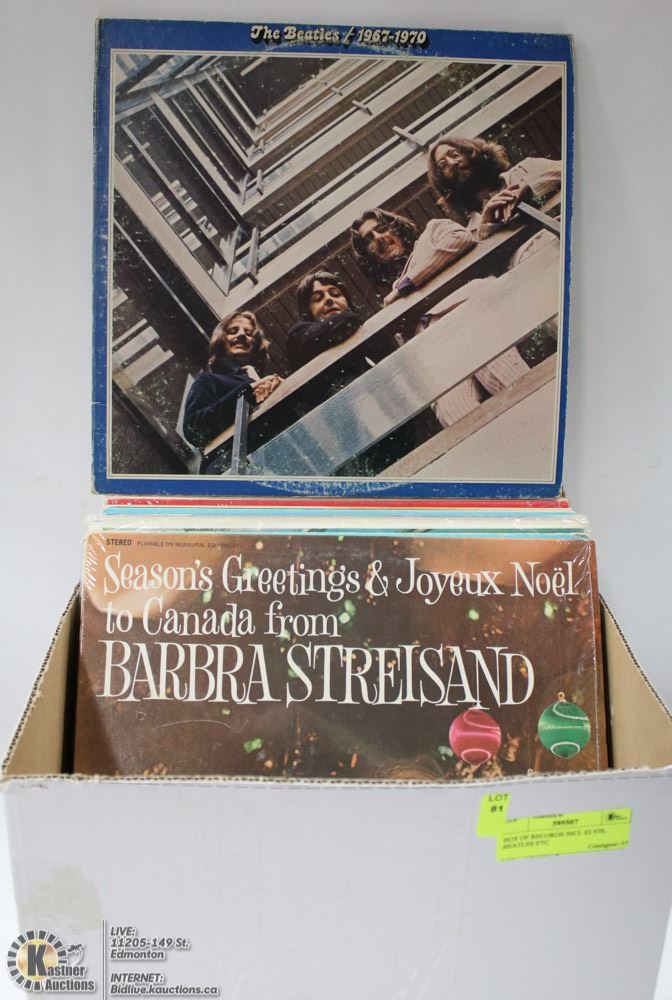 The Beatles / 1967-1970
STEREO PLAYABLE ON MONAURAL EQUIPMENT
Season's Greetings & Joyeux Noël
to Canada from
BARBRA STREISAND
LOT
81
395507
BOX OF RECORDS INCL ELVIS,
BEATLES ETC
Consignor:
Kastner
Auctions
LIVE:
11205-149 St,
Edmonton
INTERNET:
Bidlive.kauctions.ca